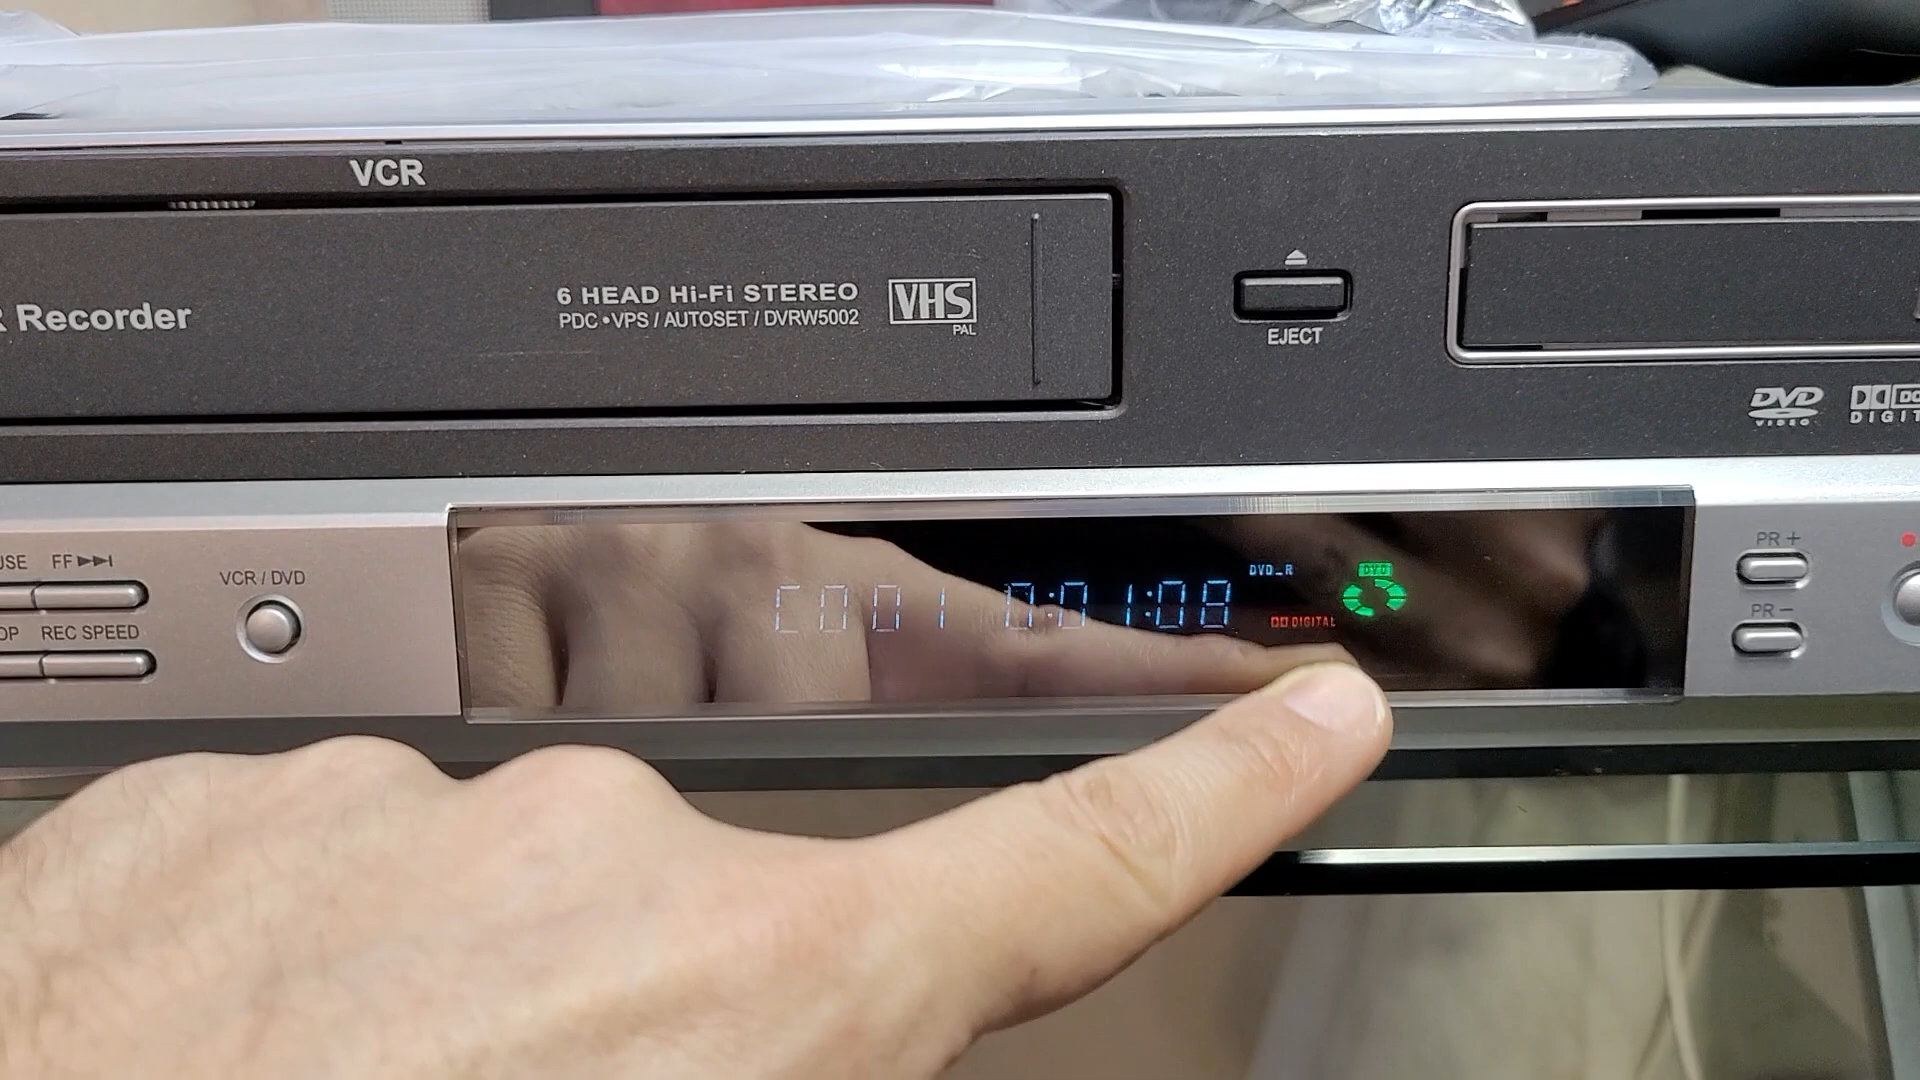 VCR
R Recorder
6 HEAD Hi-Fi STEREO
PDC•VPS / AUTOSET / DVRW5002
VHS
PAL
EJECT
DVD
VIDEO
USE FF
VCR / DVD
OP REC SPEED
C001 0:01:08
DVD_R
DVD
DIGITAL
PR +
PR −